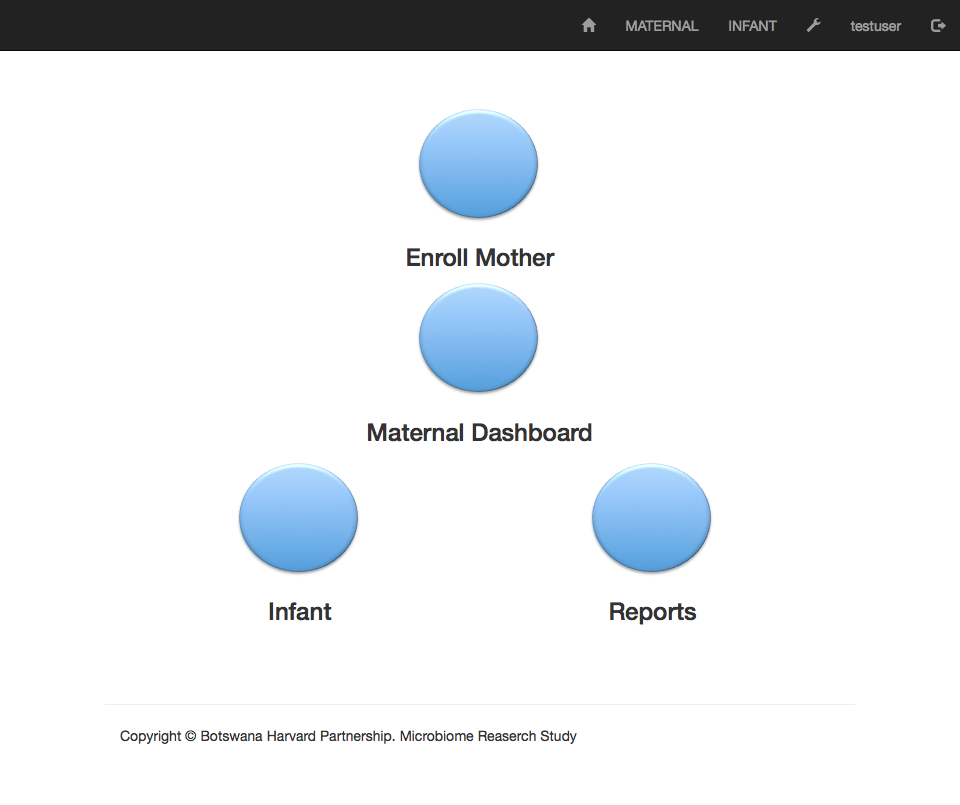 MATERNAL INFANT testuser
Enroll Mother
Maternal Dashboard
Infant Reports
Copyright © Botswana Harvard Partnership. Microbiome Reaserch Study